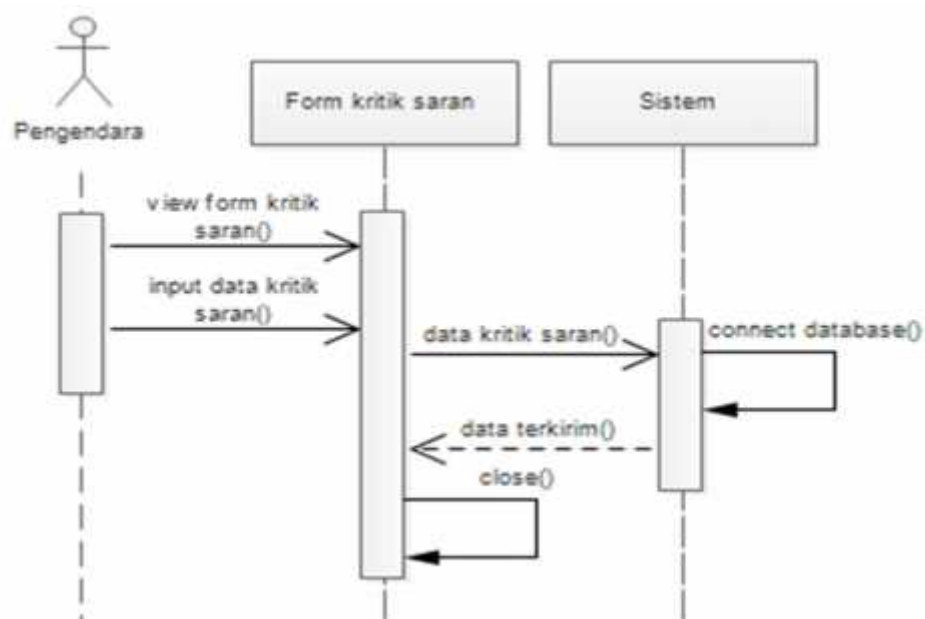 Form kritik saran
Sistem
Pengendara
view form kritik
saran()
input data kritik
saran()
data kritik saran()
connect database()
data terkirim()
close()